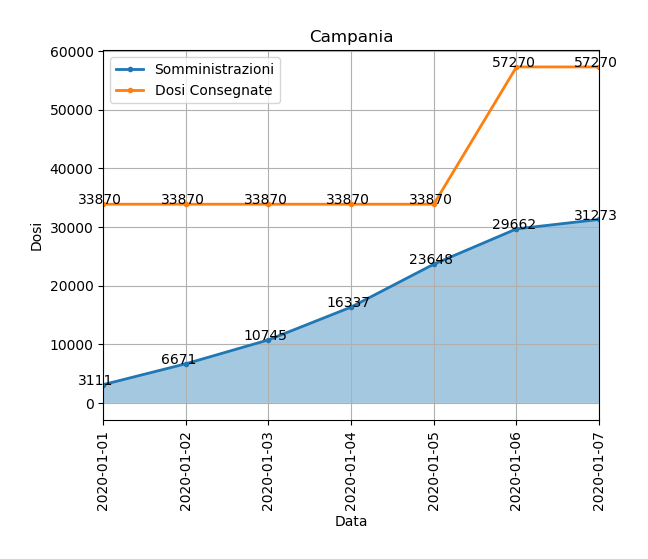 Campania
Somministrazioni
Dosi Consegnate
60000
50000
40000
30000
20000
10000
0
Dosi
33870 33870 33870 33870 33870 57270 57270
3111 6671 10745 16337 23648 29662 31273
2020-01-01 2020-01-02 2020-01-03 2020-01-04 2020-01-05 2020-01-06 2020-01-07
Data